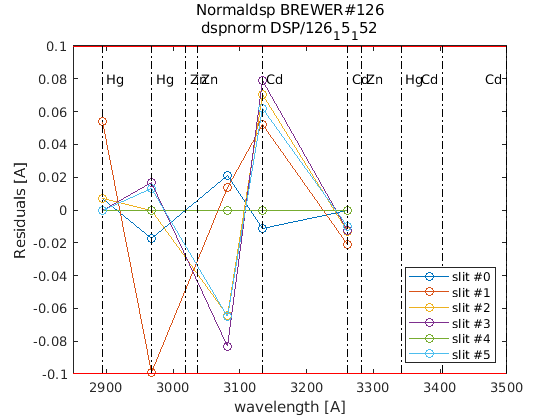 Normaldsp BREWER#126
dspnorm DSP/126₁5₁52
0.1
0.08
0.06
0.04
0.02
0
-0.02
-0.04
-0.06
-0.08
-0.1
Residuals [A]
Hg
Hg
Zn
Zn
Cd
Cd
Zn
Hg
Cd
Cd
slit #0
slit #1
slit #2
slit #3
slit #4
slit #5
2900
3000
3100
3200
3300
3400
3500
wavelength [A]